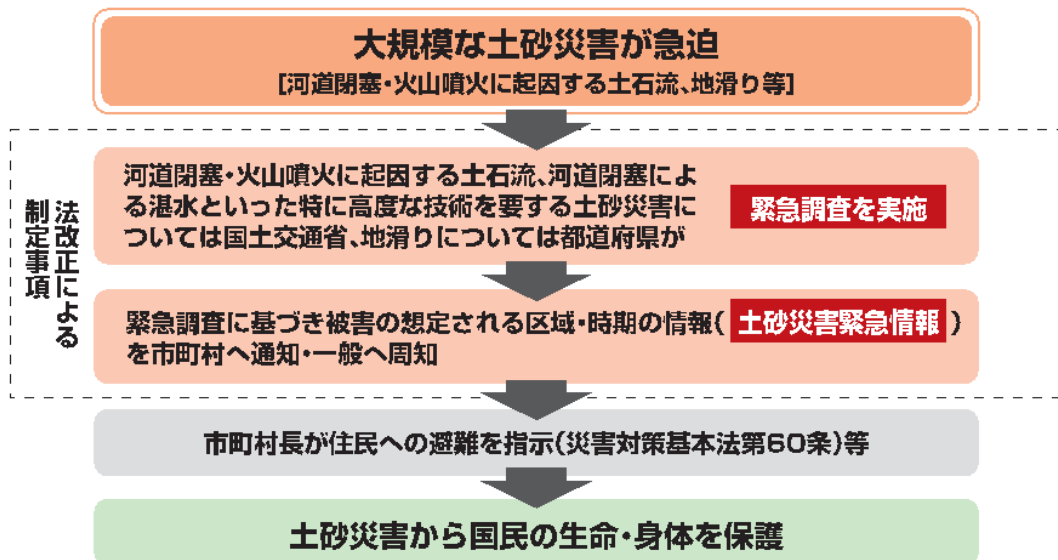 大規模な土砂災害が急迫
[河道閉塞・火山噴火に起因する土石流、地滑り等]
法改正による
制定事項
河道閉塞・火山噴火に起因する土石流、河道閉塞によ
る湛水といった特に高度な技術を要する土砂災害に
ついては国土交通省、地滑りについては都道府県が
緊急調査を実施
緊急調査に基づき被害の想定される区域・時期の情報(土砂災害緊急情報)
を市町村へ通知・一般へ周知
市町村長が住民への避難を指示(災害対策基本法第60条)等
土砂災害から国民の生命・身体を保護